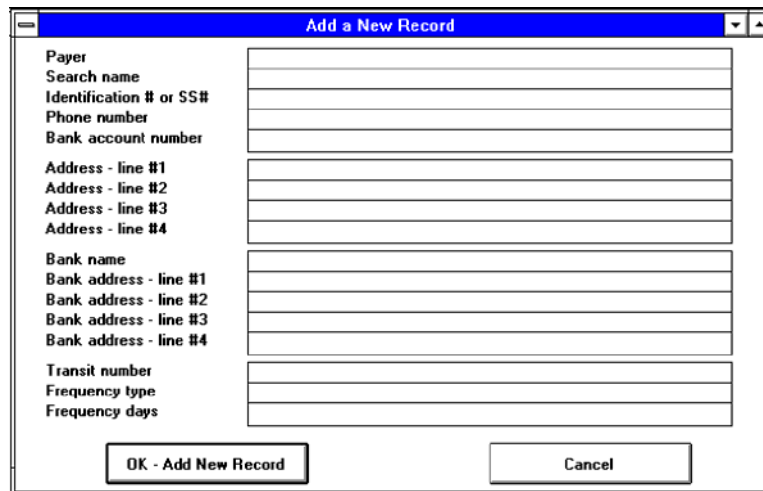 Add a New Record
Payer
Search name
Identification # or SS#
Phone number
Bank account number
Address - line #1
Address - line #2
Address - line #3
Address - line #4
Bank name
Bank address - line #1
Bank address - line #2
Bank address - line #3
Bank address - line #4
Transit number
Frequency type
Frequency days
OK - Add New Record Cancel